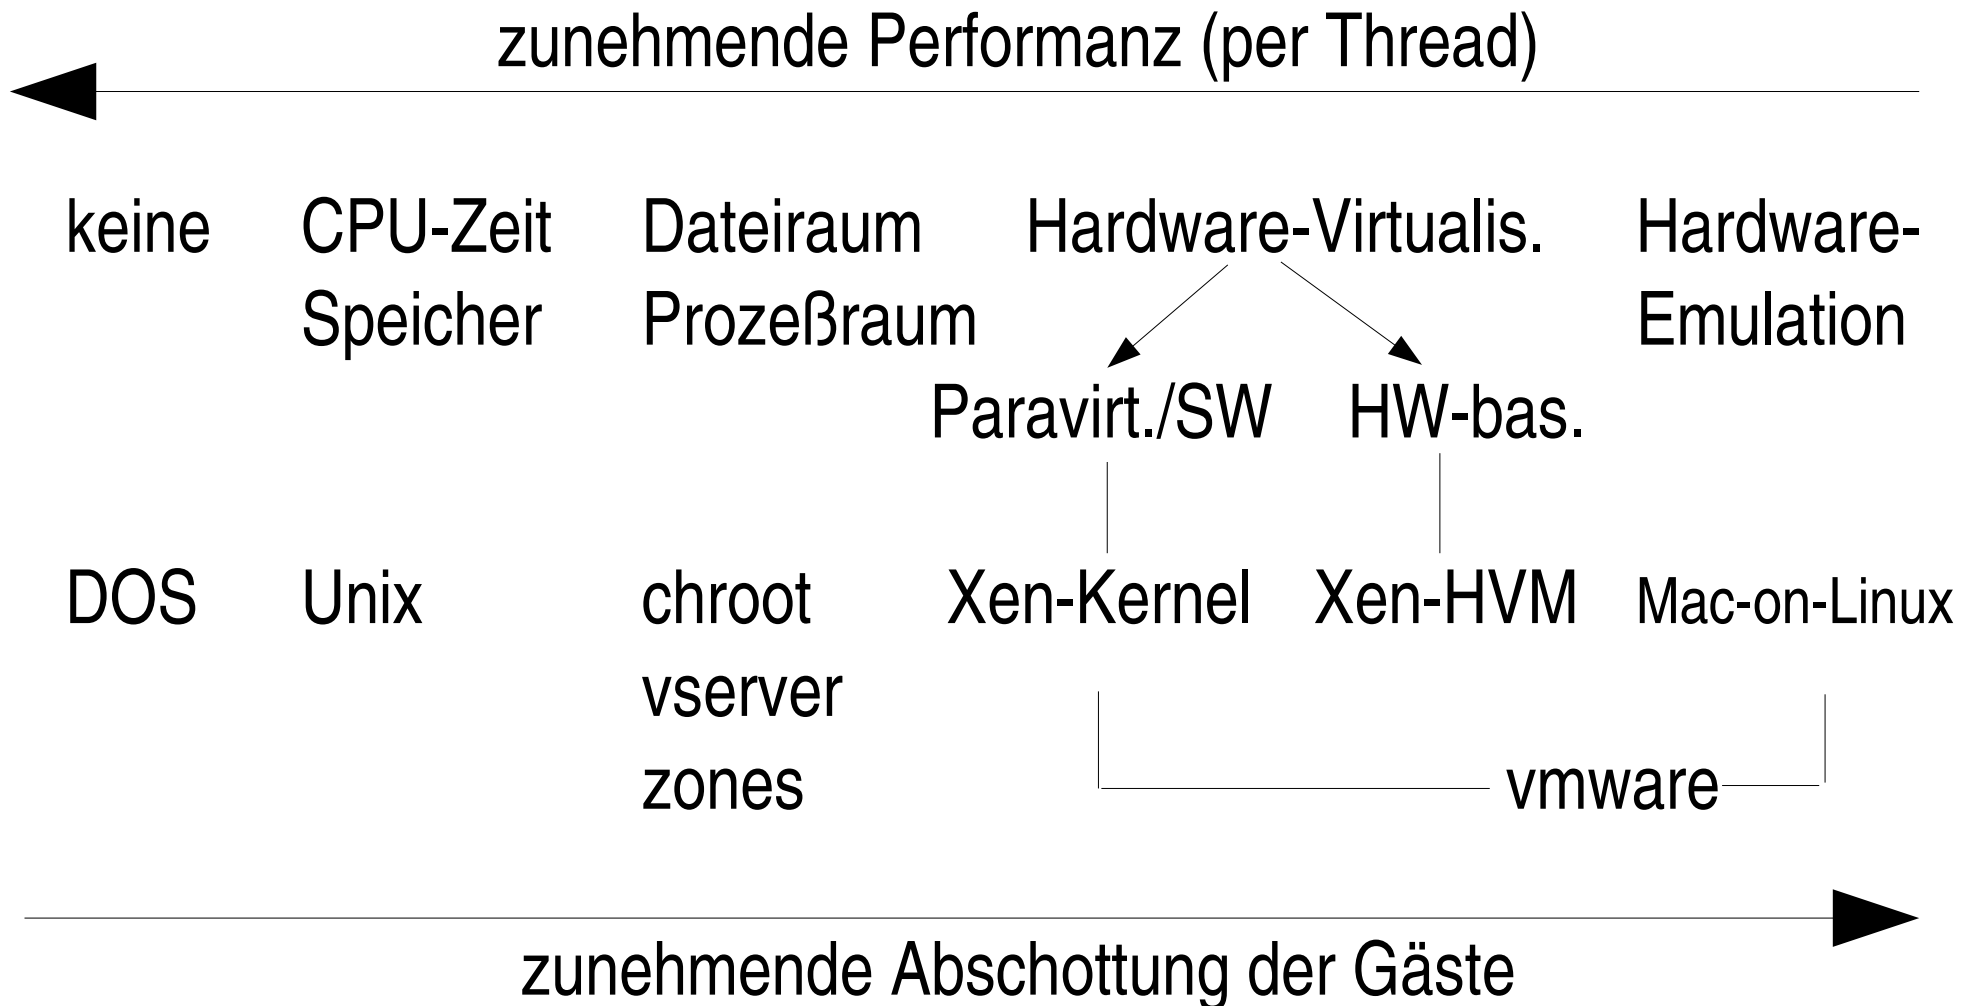 zunehmende Performanz (per Thread)
keine CPU-Zeit Dateiraum Hardware-Virtualis. Hardware-
Speicher Prozeßraum Emulation
Paravirt./SW HW-bas.
DOS Unix chroot Xen-Kernel Xen-HVM Mac-on-Linux
vserver
zones vmware
zunehmende Abschottung der Gäste